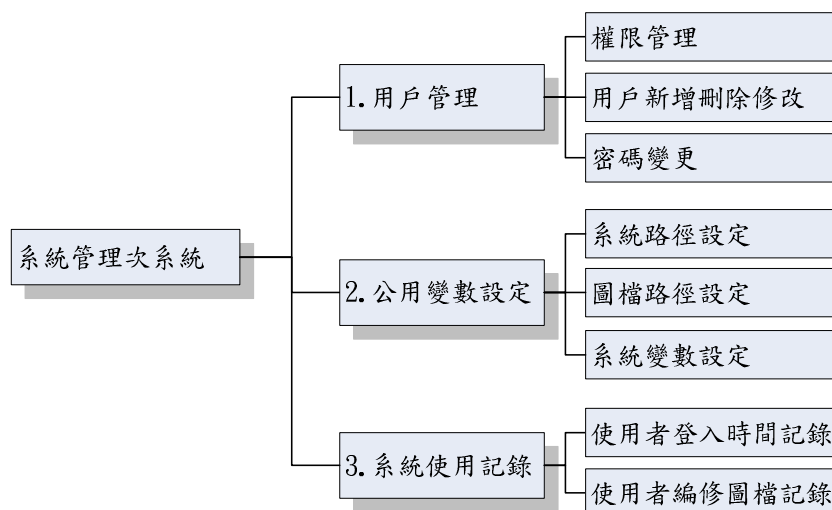 系統管理次系統
1.用戶管理
權限管理
用戶新增刪除修改
密碼變更
2.公用變數設定
系統路徑設定
圖檔路徑設定
系統變數設定
3.系統使用記錄
使用者登入時間記錄
使用者編修圖檔記錄